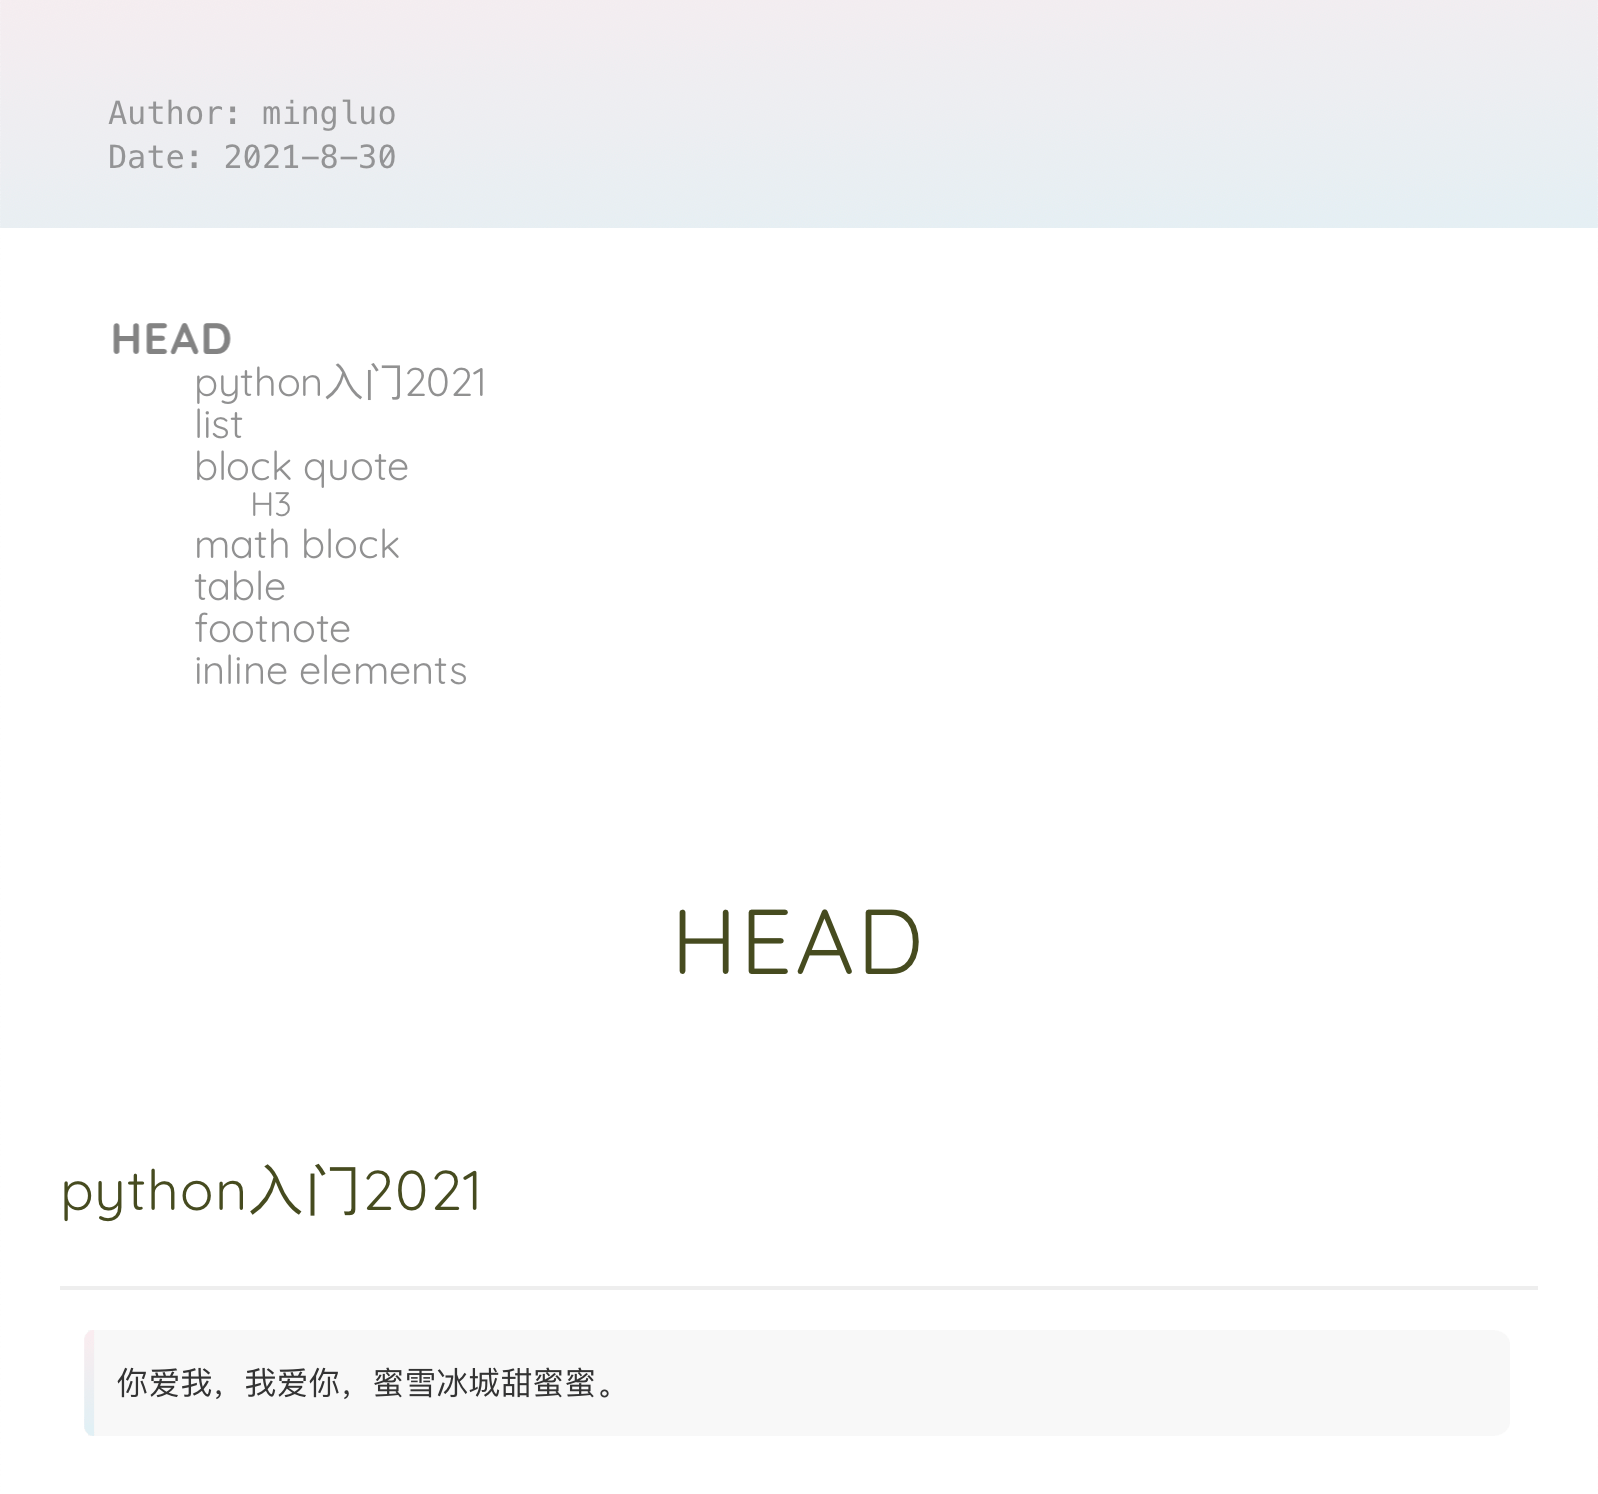 Author: mingluo
Date: 2021-8-30
HEAD
python入门2021
list
block quote
H3
math block
table
footnote
inline elements
HEAD
python入门2021
你爱我，我爱你，蜜雪冰城甜蜜蜜。